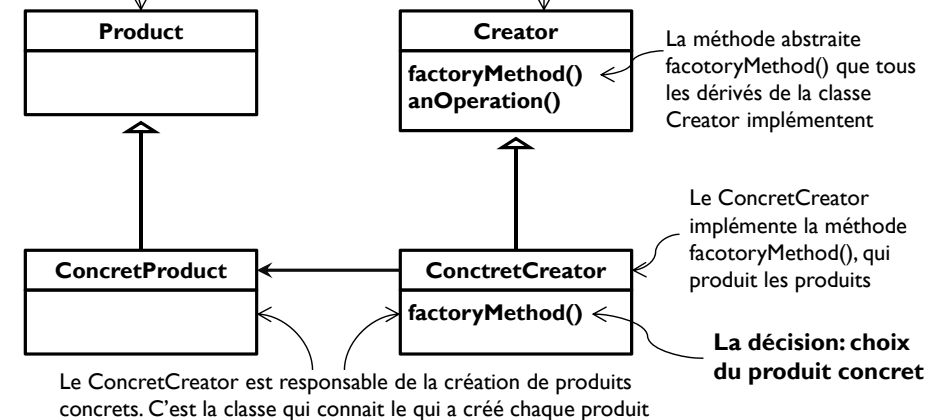 Product
Creator
factoryMethod()
anOperation()
La méthode abstraite
facotoryMethod() que tous
les dérivés de la classe
Creator implémentent
Le ConcretCreator
implémente la méthode
facotoryMethod(), qui
produit les produits
ConcretProduct
ConctretCreator
factoryMethod()
La décision: choix
du produit concret
Le ConcretCreator est responsable de la création de produits
concrets. C'est la classe qui connait le qui a créé chaque produit